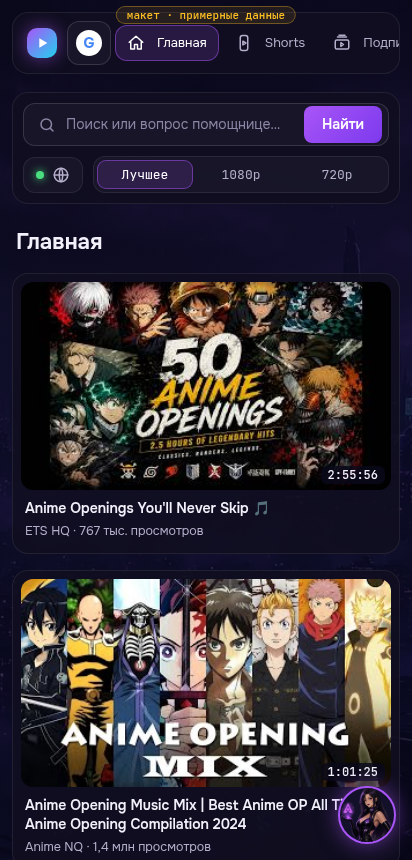 макет · примерные данные
G
Главная
Shorts
Подпи
Поиск или вопрос помощнице...
Найти
Лучшее
1080p
720p
Главная
50
ANIME
OPENINGS
2.5 HOURS OF LEGENDARY HITS
CLASSICS. BANGERS. LEGENDS.
2:55:56
Anime Openings You'll Never Skip 🎵
ETS HQ · 767 тыс. просмотров
ANIME OPENING
MIX
1:01:25
Anime Opening Music Mix | Best Anime OP All T
Anime Opening Compilation 2024
Anime NQ · 1,4 млн просмотров